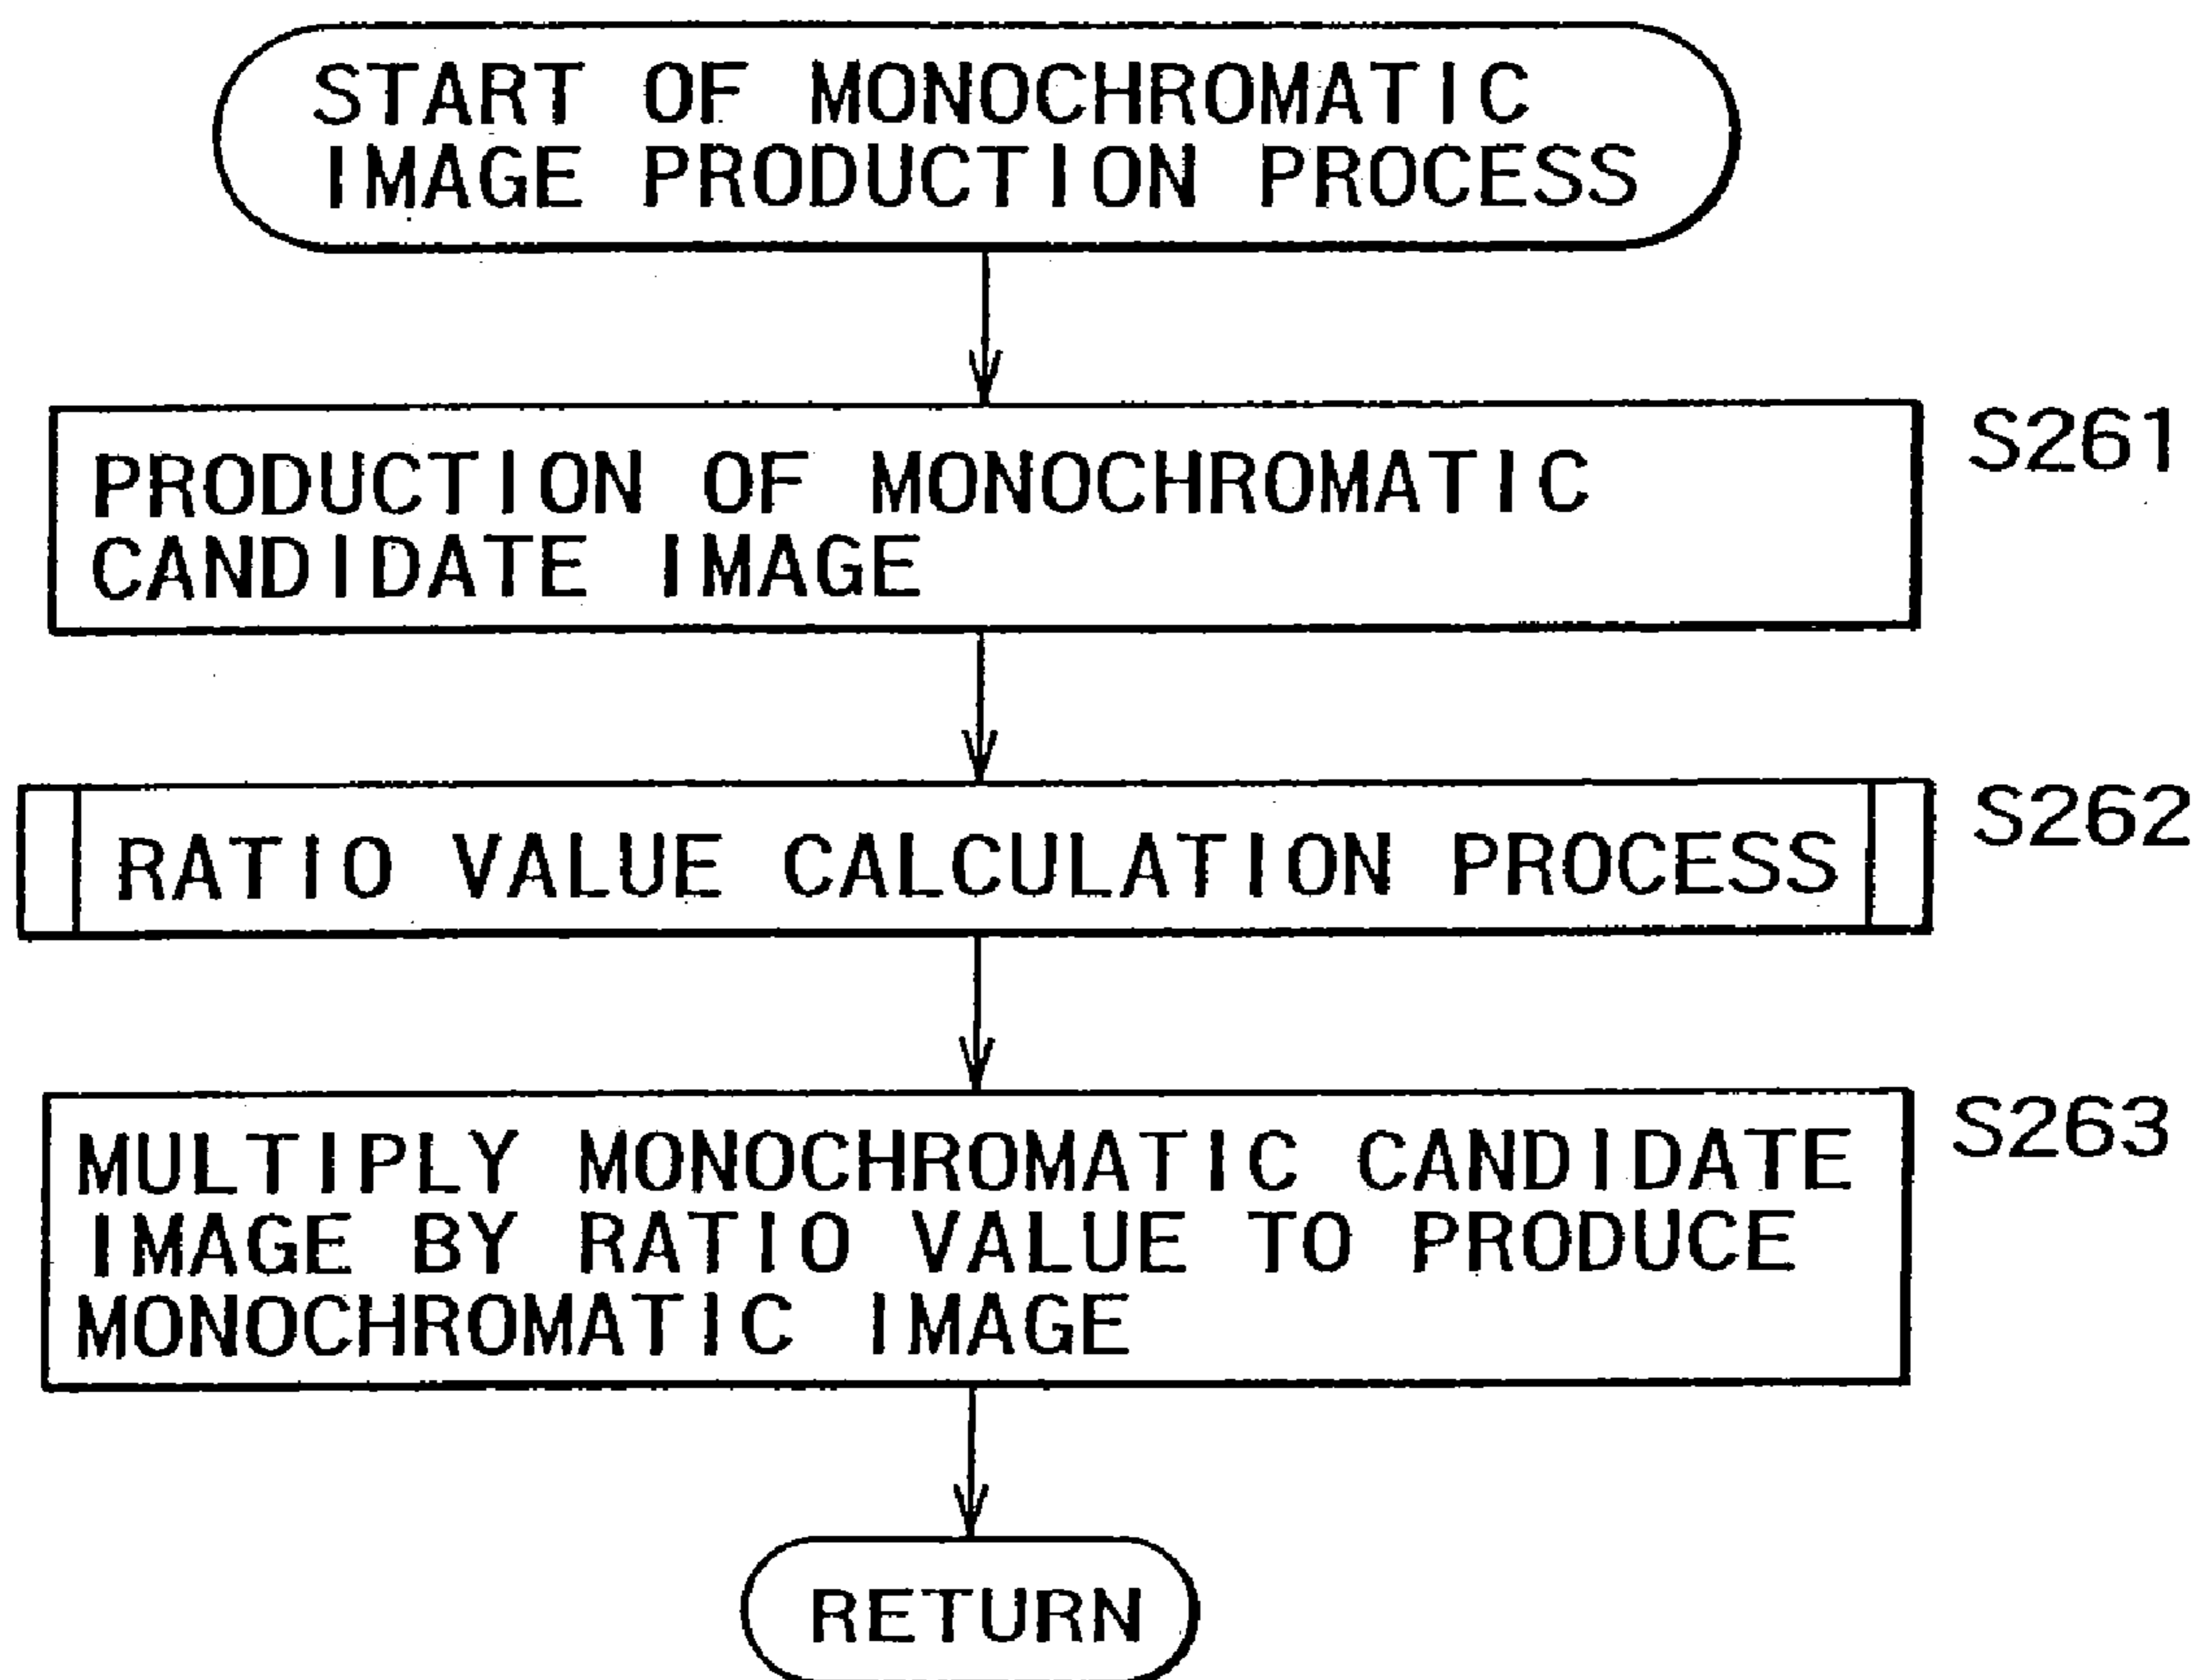 START OF MONOCHROMATIC
IMAGE PRODUCTION PROCESS
S261
PRODUCTION OF MONOCHROMATIC
CANDIDATE IMAGE
S262
RATIO VALUE CALCULATION PROCESS
S263
MULTIPLY MONOCHROMATIC CANDIDATE
IMAGE BY RATIO VALUE TO PRODUCE
MONOCHROMATIC IMAGE
RETURN